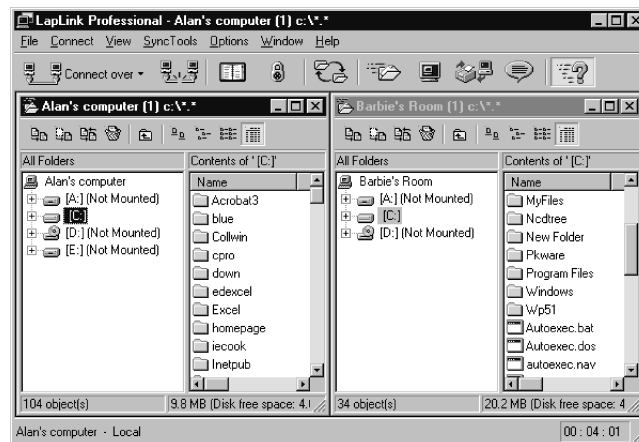 LapLink Professional - Alan's computer (1) c:\*.*
File Connect View SyncTools Options Window Help
Connect over
Alan's computer (1) c:\*.*
All Folders
Contents of ' [C:]'
Alan's computer
[A:] (Not Mounted)
[C:]
[D:] (Not Mounted)
[E:] (Not Mounted)
Name
Acrobat3
blue
Collwin
cpro
down
edexcel
Excel
homepage
iecook
Inetpub
104 object(s)
9.8 MB (Disk free space: 4.
Barbie's Room (1) c:\*.*
All Folders
Contents of ' [C:]'
Barbie's Room
[A:] (Not Mounted)
[C:]
[D:] (Not Mounted)
Name
MyFiles
Ncdtree
New Folder
Pkware
Program Files
Windows
Wp51
Autoexec.bat
Autoexec.dos
autoexec.nav
34 object(s)
20.2 MB (Disk free space: 4
Alan's computer - Local
00 : 04 : 01